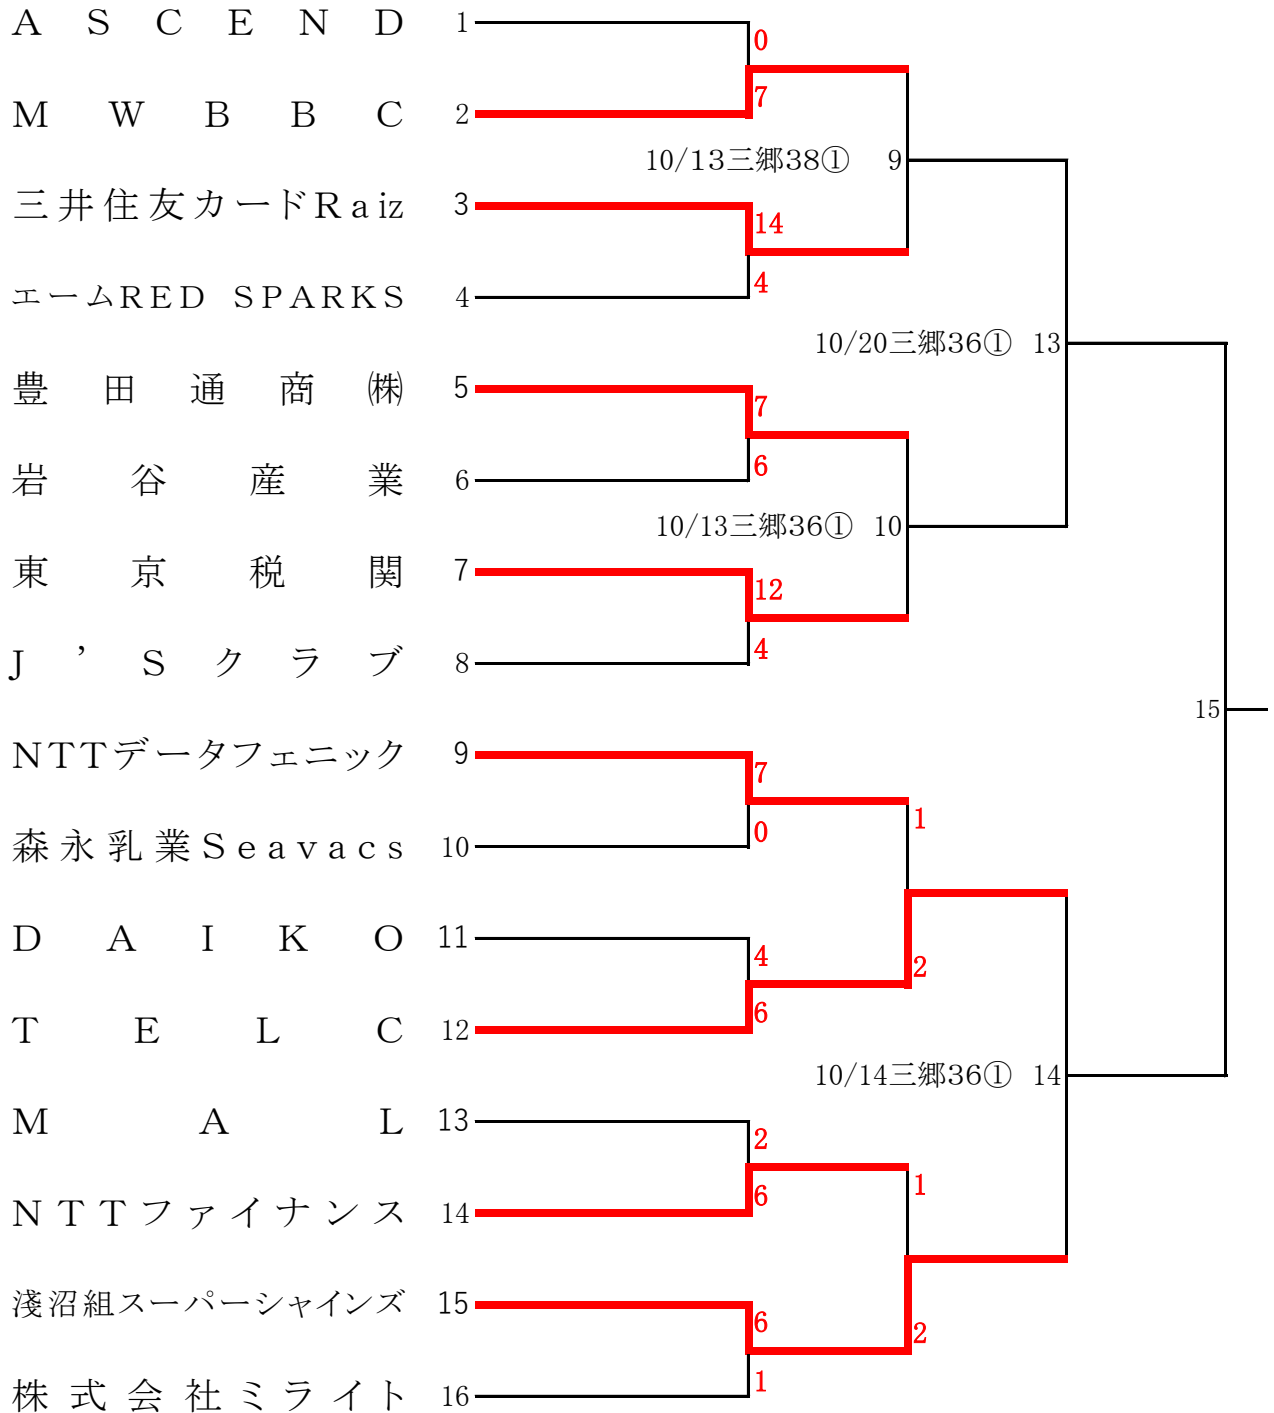 ASCEND 1
0
MWBBC 2
7
10/13三郷38① 9
三井住友カードRaiz 3
14
エームRED SPARKS 4
4
10/20三郷36① 13
豊田通商㈱ 5
7
岩谷産業 6
6
10/13三郷36① 10
東京税関 7
12
J’Sクラブ 8
4
15
NTTデータフェニック 9
7
1
森永乳業Seavacs 10
0
DAIKO 11
4
2
TELC 12
6
10/14三郷36① 14
MAL 13
2
1
NTTファイナンス 14
6
淺沼組スーパーシャインズ 15
6
2
株式会社ミライト 16
1